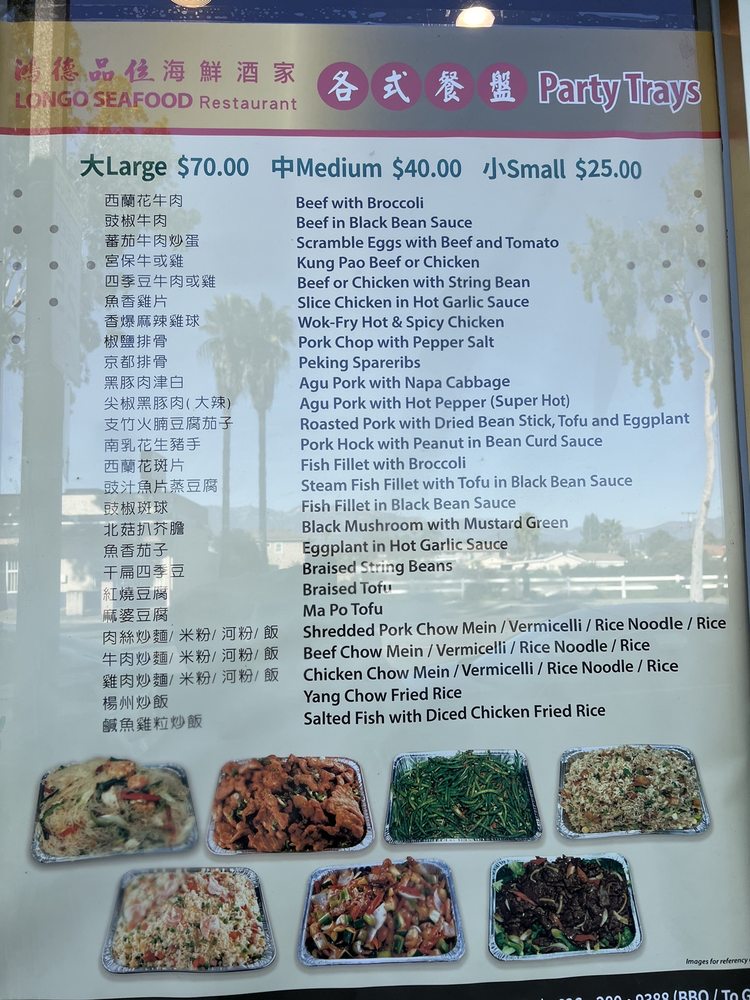 鴻德品位海鮮酒家
LONGO SEAFOOD Restaurant
各式餐盤 Party Trays
大Large $70.00 中Medium $40.00 小Small $25.00
西蘭花牛肉 Beef with Broccoli
豉椒牛肉 Beef in Black Bean Sauce
蕃茄牛肉炒蛋 Scramble Eggs with Beef and Tomato
宮保牛或雞 Kung Pao Beef or Chicken
四季豆牛肉或雞 Beef or Chicken with String Bean
魚香雞片 Slice Chicken in Hot Garlic Sauce
香爆麻辣雞球 Wok-Fry Hot & Spicy Chicken
椒鹽排骨 Pork Chop with Pepper Salt
京都排骨 Peking Spareribs
黑豚肉津白 Agu Pork with Napa Cabbage
尖椒黑豚肉(大辣) Agu Pork with Hot Pepper (Super Hot)
支竹火腩豆腐茄子 Roasted Pork with Dried Bean Stick, Tofu and Eggplant
南乳花生豬手 Pork Hock with Peanut in Bean Curd Sauce
西蘭花斑片 Fish Fillet with Broccoli
豉汁魚片蒸豆腐 Steam Fish Fillet with Tofu in Black Bean Sauce
豉椒斑球 Fish Fillet in Black Bean Sauce
北菇扒芥膽 Black Mushroom with Mustard Green
魚香茄子 Eggplant in Hot Garlic Sauce
干扁四季豆 Braised String Beans
紅燒豆腐 Braised Tofu
麻婆豆腐 Ma Po Tofu
肉絲炒麵/ 米粉/ 河粉/ 飯 Shredded Pork Chow Mein / Vermicelli / Rice Noodle / Rice
牛肉炒麵/ 米粉/ 河粉/ 飯 Beef Chow Mein / Vermicelli / Rice Noodle / Rice
雞肉炒麵/ 米粉/ 河粉/ 飯 Chicken Chow Mein / Vermicelli / Rice Noodle / Rice
楊州炒飯 Yang Chow Fried Rice
鹹魚雞粒炒飯 Salted Fish with Diced Chicken Fried Rice
Images for referency
9388 (BBQ / To